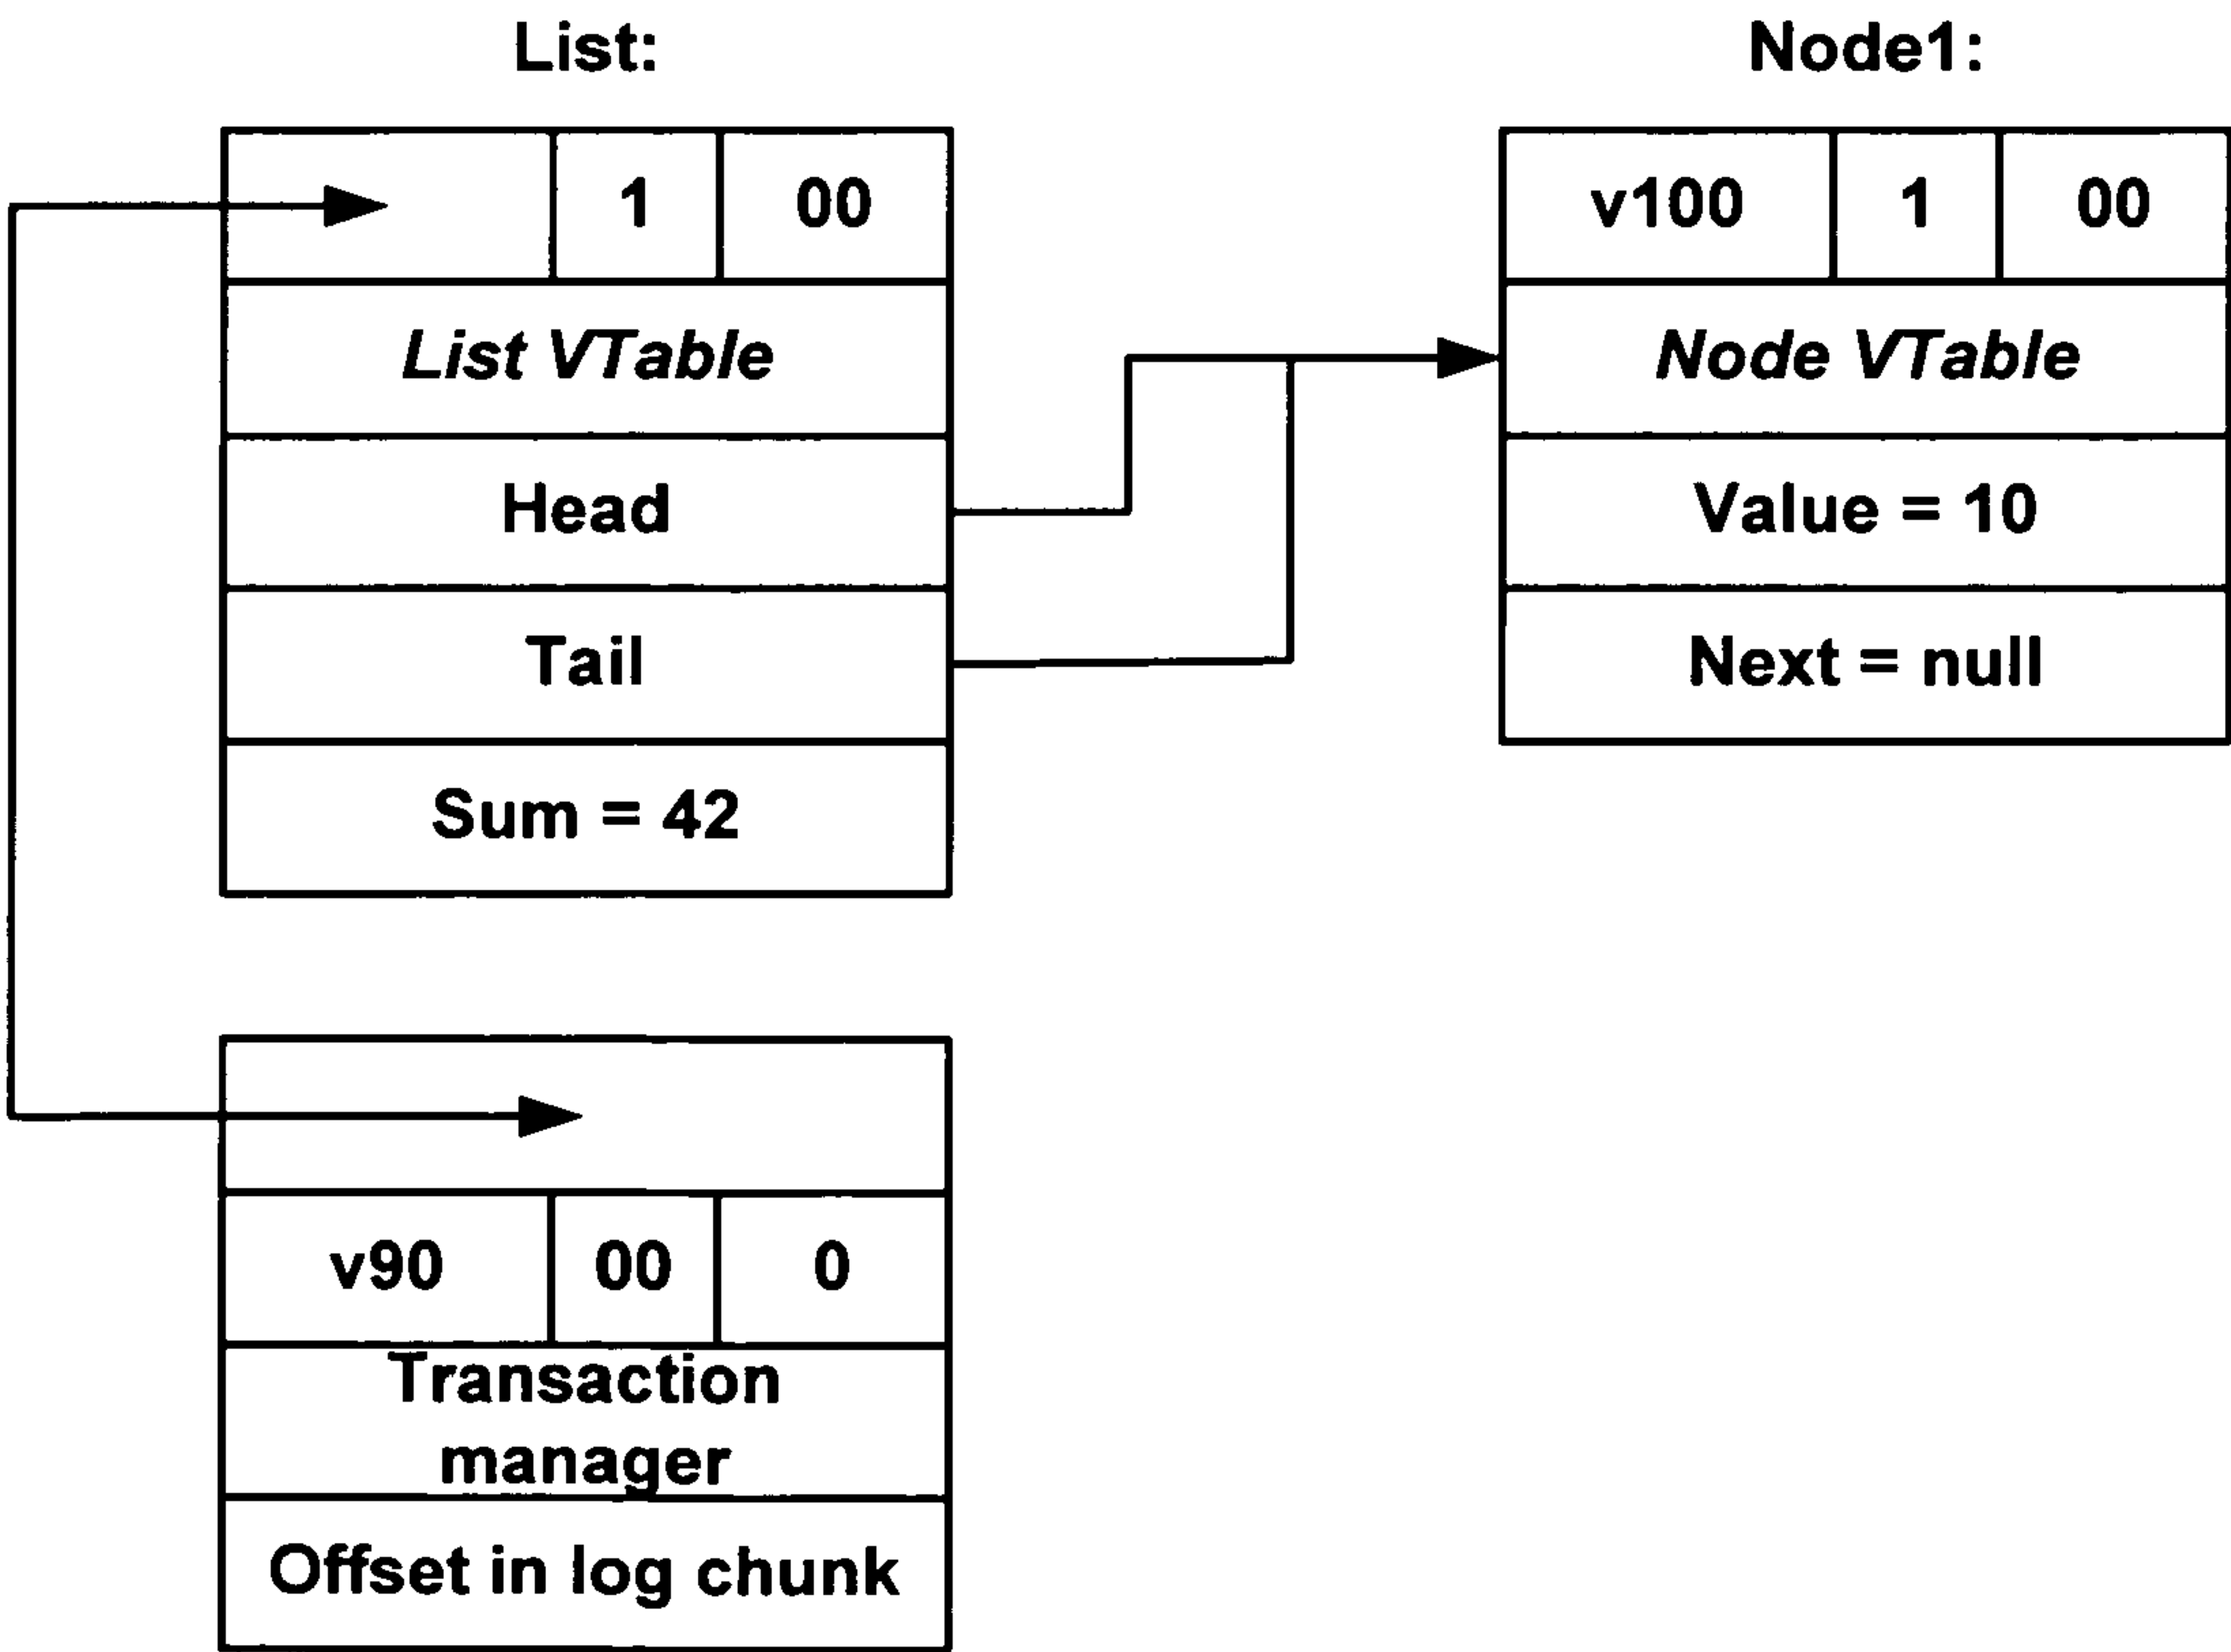 List:
1 00
List VTable
Head
Tail
Sum = 42
Node1:
v100 1 00
Node VTable
Value = 10
Next = null
v90 00 0
Transaction
manager
Offset in log chunk